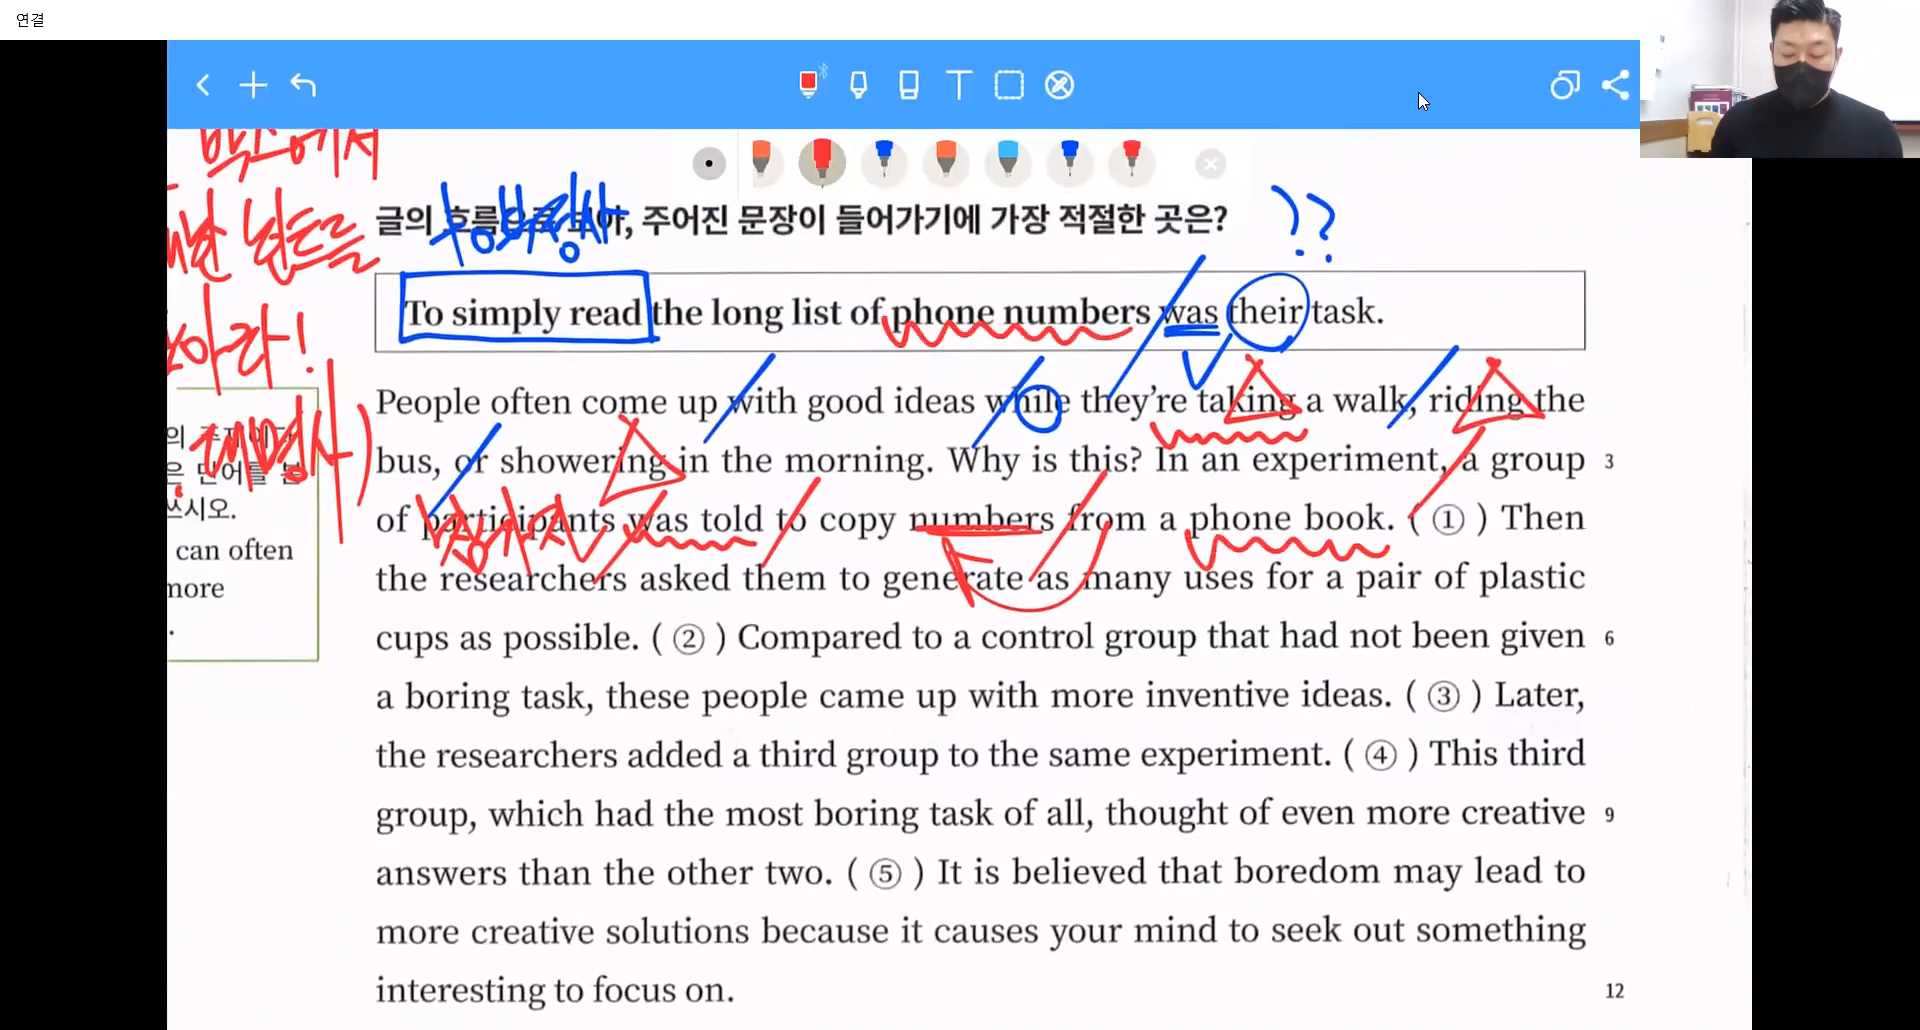 연결
박스에서
글의 흐름으로 보아, 주어진 문장이 들어가기에 가장 적절한 곳은? ??
To simply read the long list of phone numbers was their task.
People often come up with good ideas while they're taking a walk, riding the
bus, or showering in the morning. Why is this? In an experiment, a group 3
of participants was told to copy numbers from a phone book. ( ① ) Then
the researchers asked them to generate as many uses for a pair of plastic
cups as possible. ( ② ) Compared to a control group that had not been given 6
a boring task, these people came up with more inventive ideas. ( ③ ) Later,
the researchers added a third group to the same experiment. ( ④ ) This third
group, which had the most boring task of all, thought of even more creative 9
answers than the other two. ( ⑤ ) It is believed that boredom may lead to
more creative solutions because it causes your mind to seek out something
interesting to focus on. 12
쓰시오.
can often
more